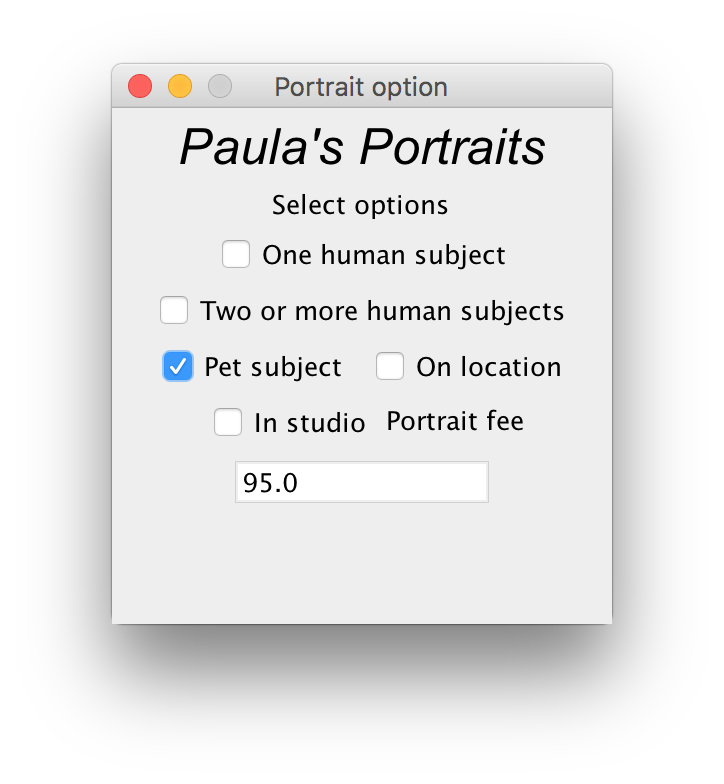 Portrait option
Paula's Portraits
Select options
One human subject
Two or more human subjects
Pet subject On location
In studio Portrait fee
95.0